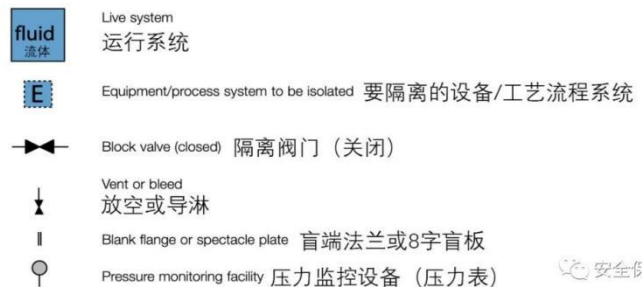 Live system
fluid
流体
运行系统
E
Equipment/process system to be isolated 要隔离的设备/工艺流程系统
Block valve (closed) 隔离阀门（关闭）
Vent or bleed
放空或导淋
Blank flange or spectacle plate 盲端法兰或8字盲板
Pressure monitoring facility 压力监控设备（压力表）
安全